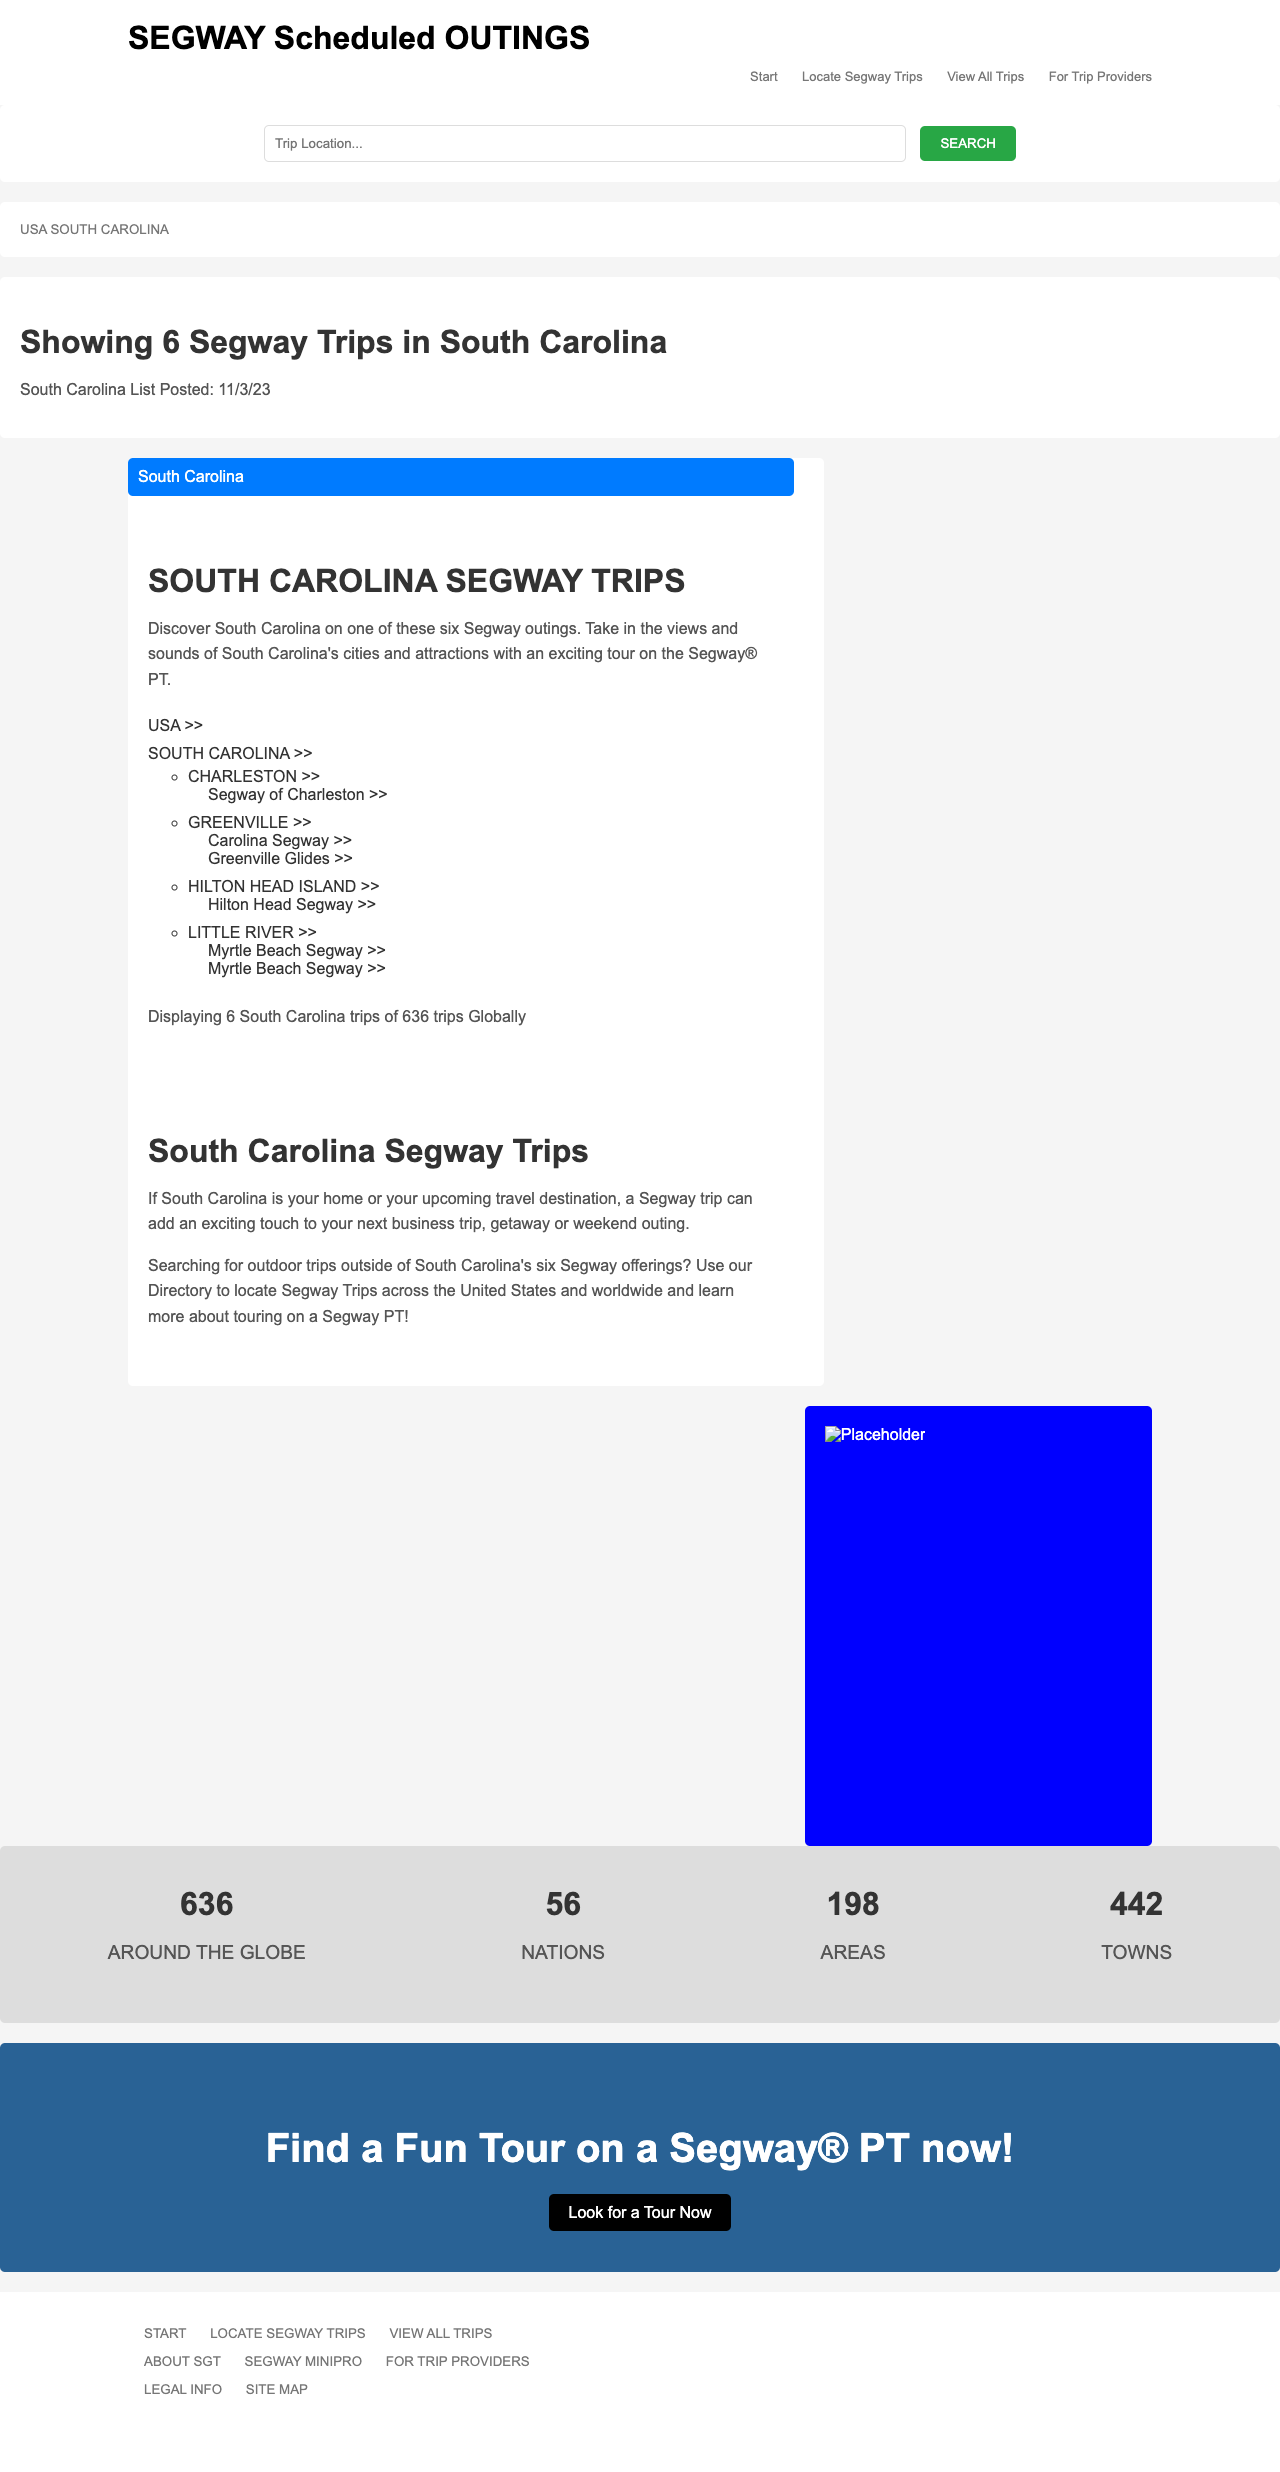 SEGWAY Scheduled OUTINGS
Start Locate Segway Trips View All Trips For Trip Providers
Trip Location... SEARCH
USA SOUTH CAROLINA
Showing 6 Segway Trips in South Carolina
South Carolina List Posted: 11/3/23
South Carolina
SOUTH CAROLINA SEGWAY TRIPS
Discover South Carolina on one of these six Segway outings. Take in the views and
sounds of South Carolina's cities and attractions with an exciting tour on the Segway®
PT.
USA >>
SOUTH CAROLINA >>
CHARLESTON >>
Segway of Charleston >>
GREENVILLE >>
Carolina Segway >>
Greenville Glides >>
HILTON HEAD ISLAND >>
Hilton Head Segway >>
LITTLE RIVER >>
Myrtle Beach Segway >>
Myrtle Beach Segway >>
Displaying 6 South Carolina trips of 636 trips Globally
South Carolina Segway Trips
If South Carolina is your home or your upcoming travel destination, a Segway trip can
add an exciting touch to your next business trip, getaway or weekend outing.
Searching for outdoor trips outside of South Carolina's six Segway offerings? Use our
Directory to locate Segway Trips across the United States and worldwide and learn
more about touring on a Segway PT!
Placeholder
636 56 198 442
AROUND THE GLOBE NATIONS AREAS TOWNS
Find a Fun Tour on a Segway® PT now!
Look for a Tour Now
START LOCATE SEGWAY TRIPS VIEW ALL TRIPS
ABOUT SGT SEGWAY MINIPRO FOR TRIP PROVIDERS
LEGAL INFO SITE MAP